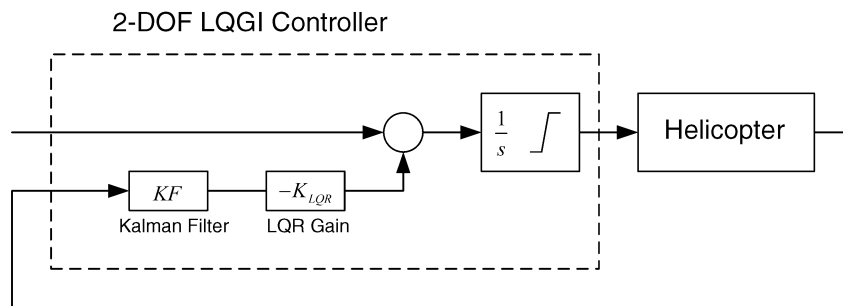 2-DOF LQGI Controller
1
s
Helicopter
KF
−K_LQR
Kalman Filter
LQR Gain